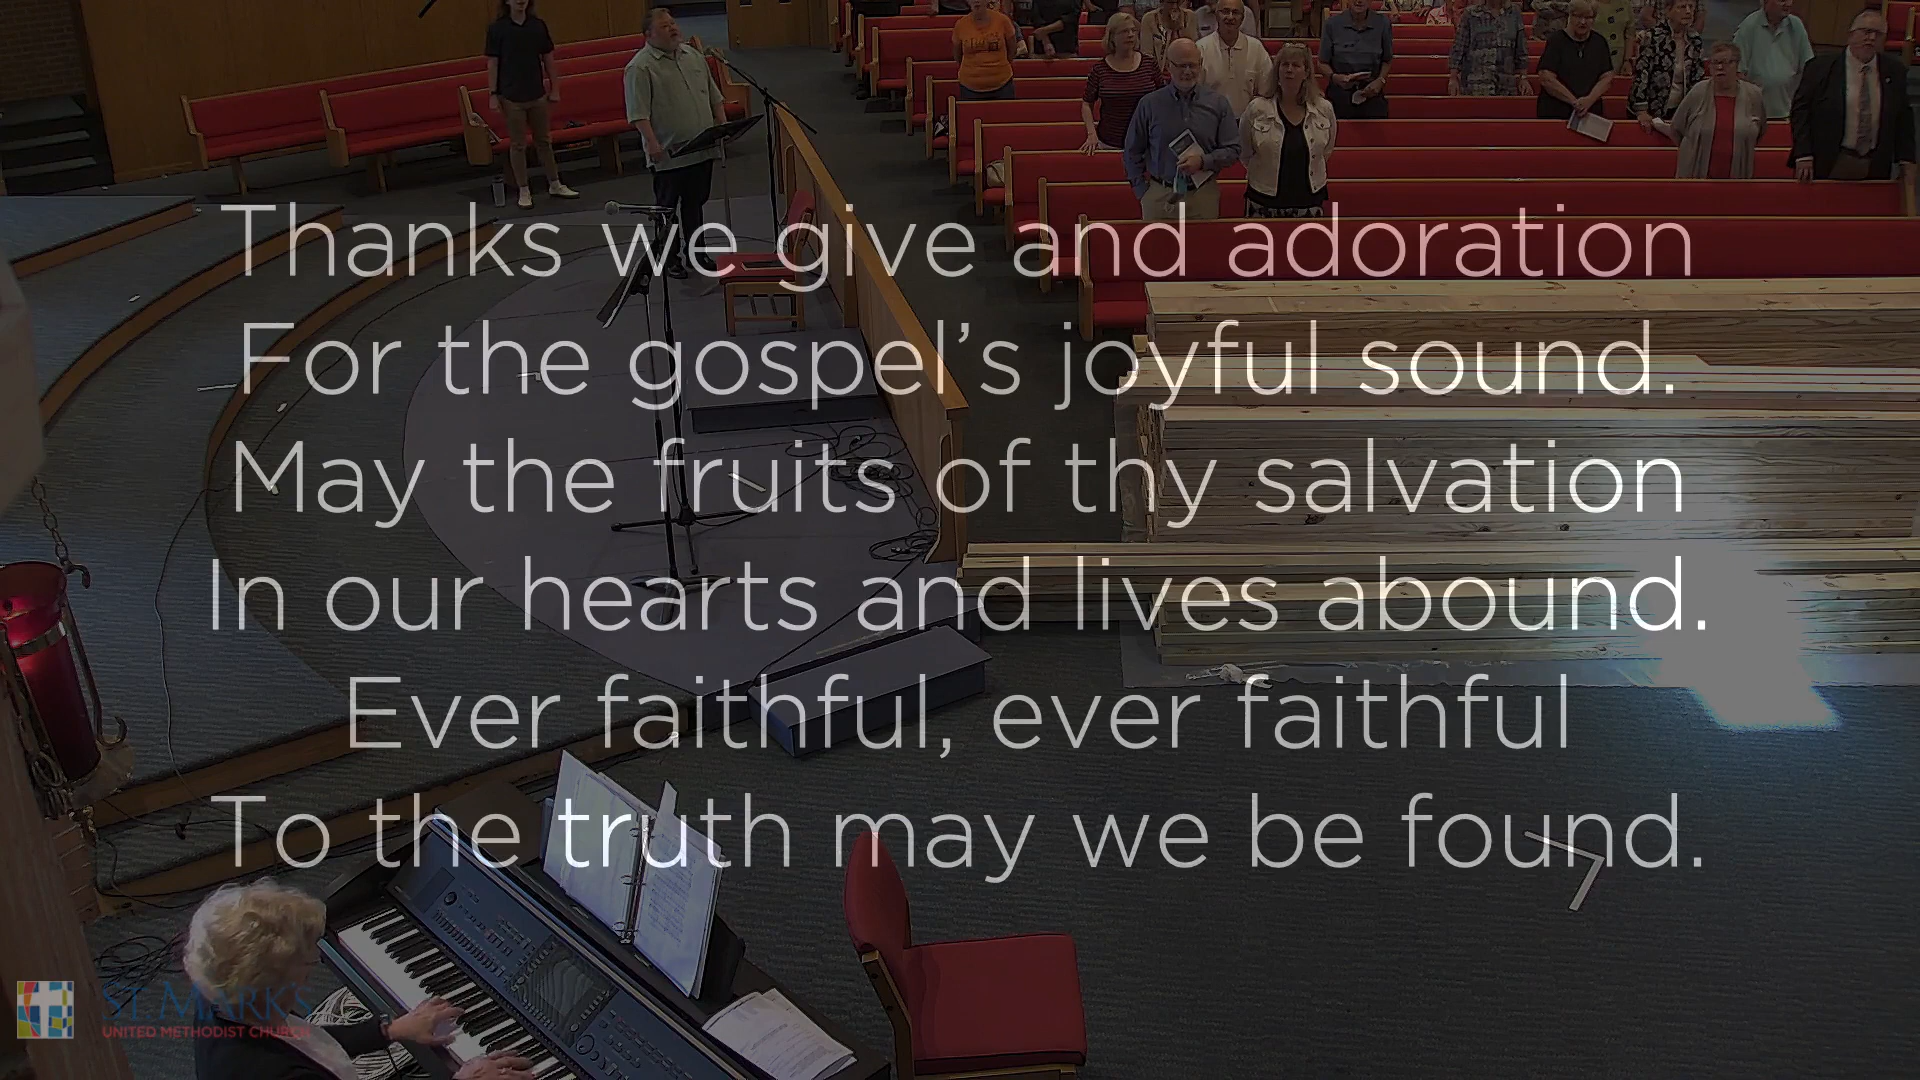 Thanks we give and adoration
For the gospel’s joyful sound.
May the fruits of thy salvation
In our hearts and lives abound.
Ever faithful, ever faithful
To the truth may we be found.
ST. MARK'S
UNITED METHODIST CHURCH